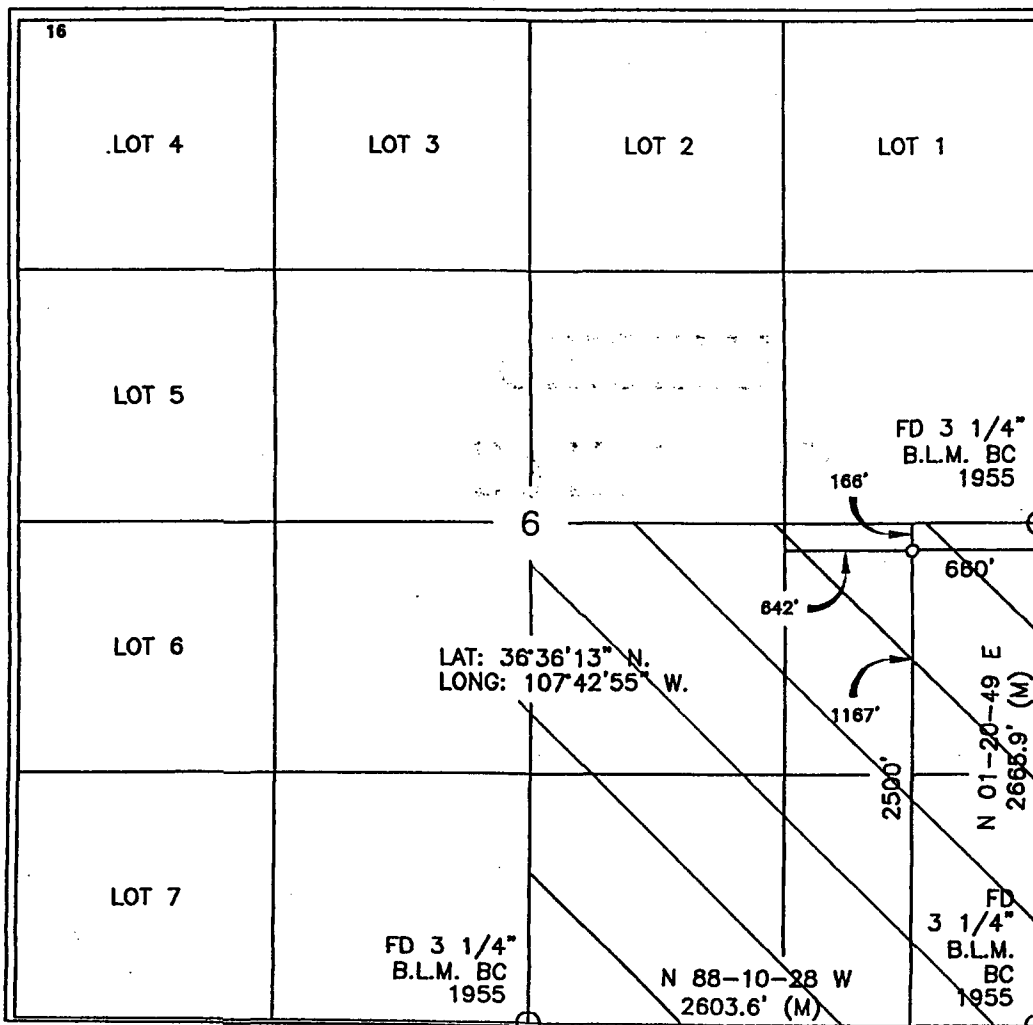 16
LOT 4
LOT 3
LOT 2
LOT 1
LOT 5
FD 3 1/4"
B.L.M. BC
1955
166'
6
660'
642'
LOT 6
LAT: 36°36'13" N.
LONG: 107°42'55" W.
1167'
2500'
N 01-20-49 E
2665.9' (M)
LOT 7
FD 3 1/4"
B.L.M. BC
1955
N 88-10-28 W
2603.6' (M)
FD
3 1/4"
B.L.M.
BC
1955